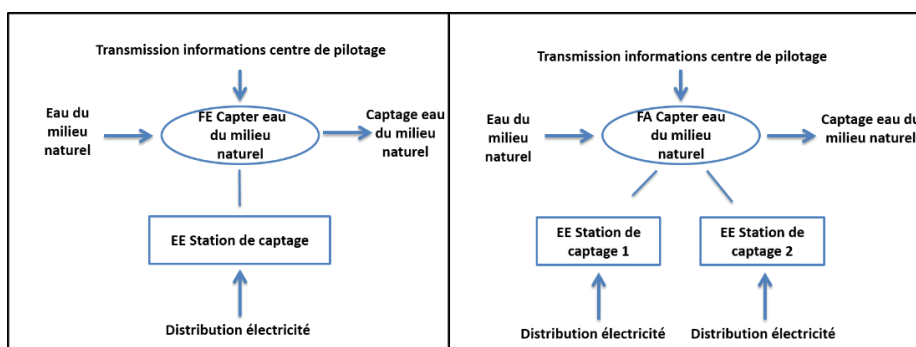 Transmission informations centre de pilotage
Eau du
milieu
naturel
FE Capter eau
du milieu
naturel
Captage eau
du milieu
naturel
EE Station de captage
Distribution électricité
Transmission informations centre de pilotage
Eau du
milieu
naturel
FA Capter eau
du milieu
naturel
Captage eau du
milieu naturel
EE Station de
captage 1
EE Station de
captage 2
Distribution électricité
Distribution électricité